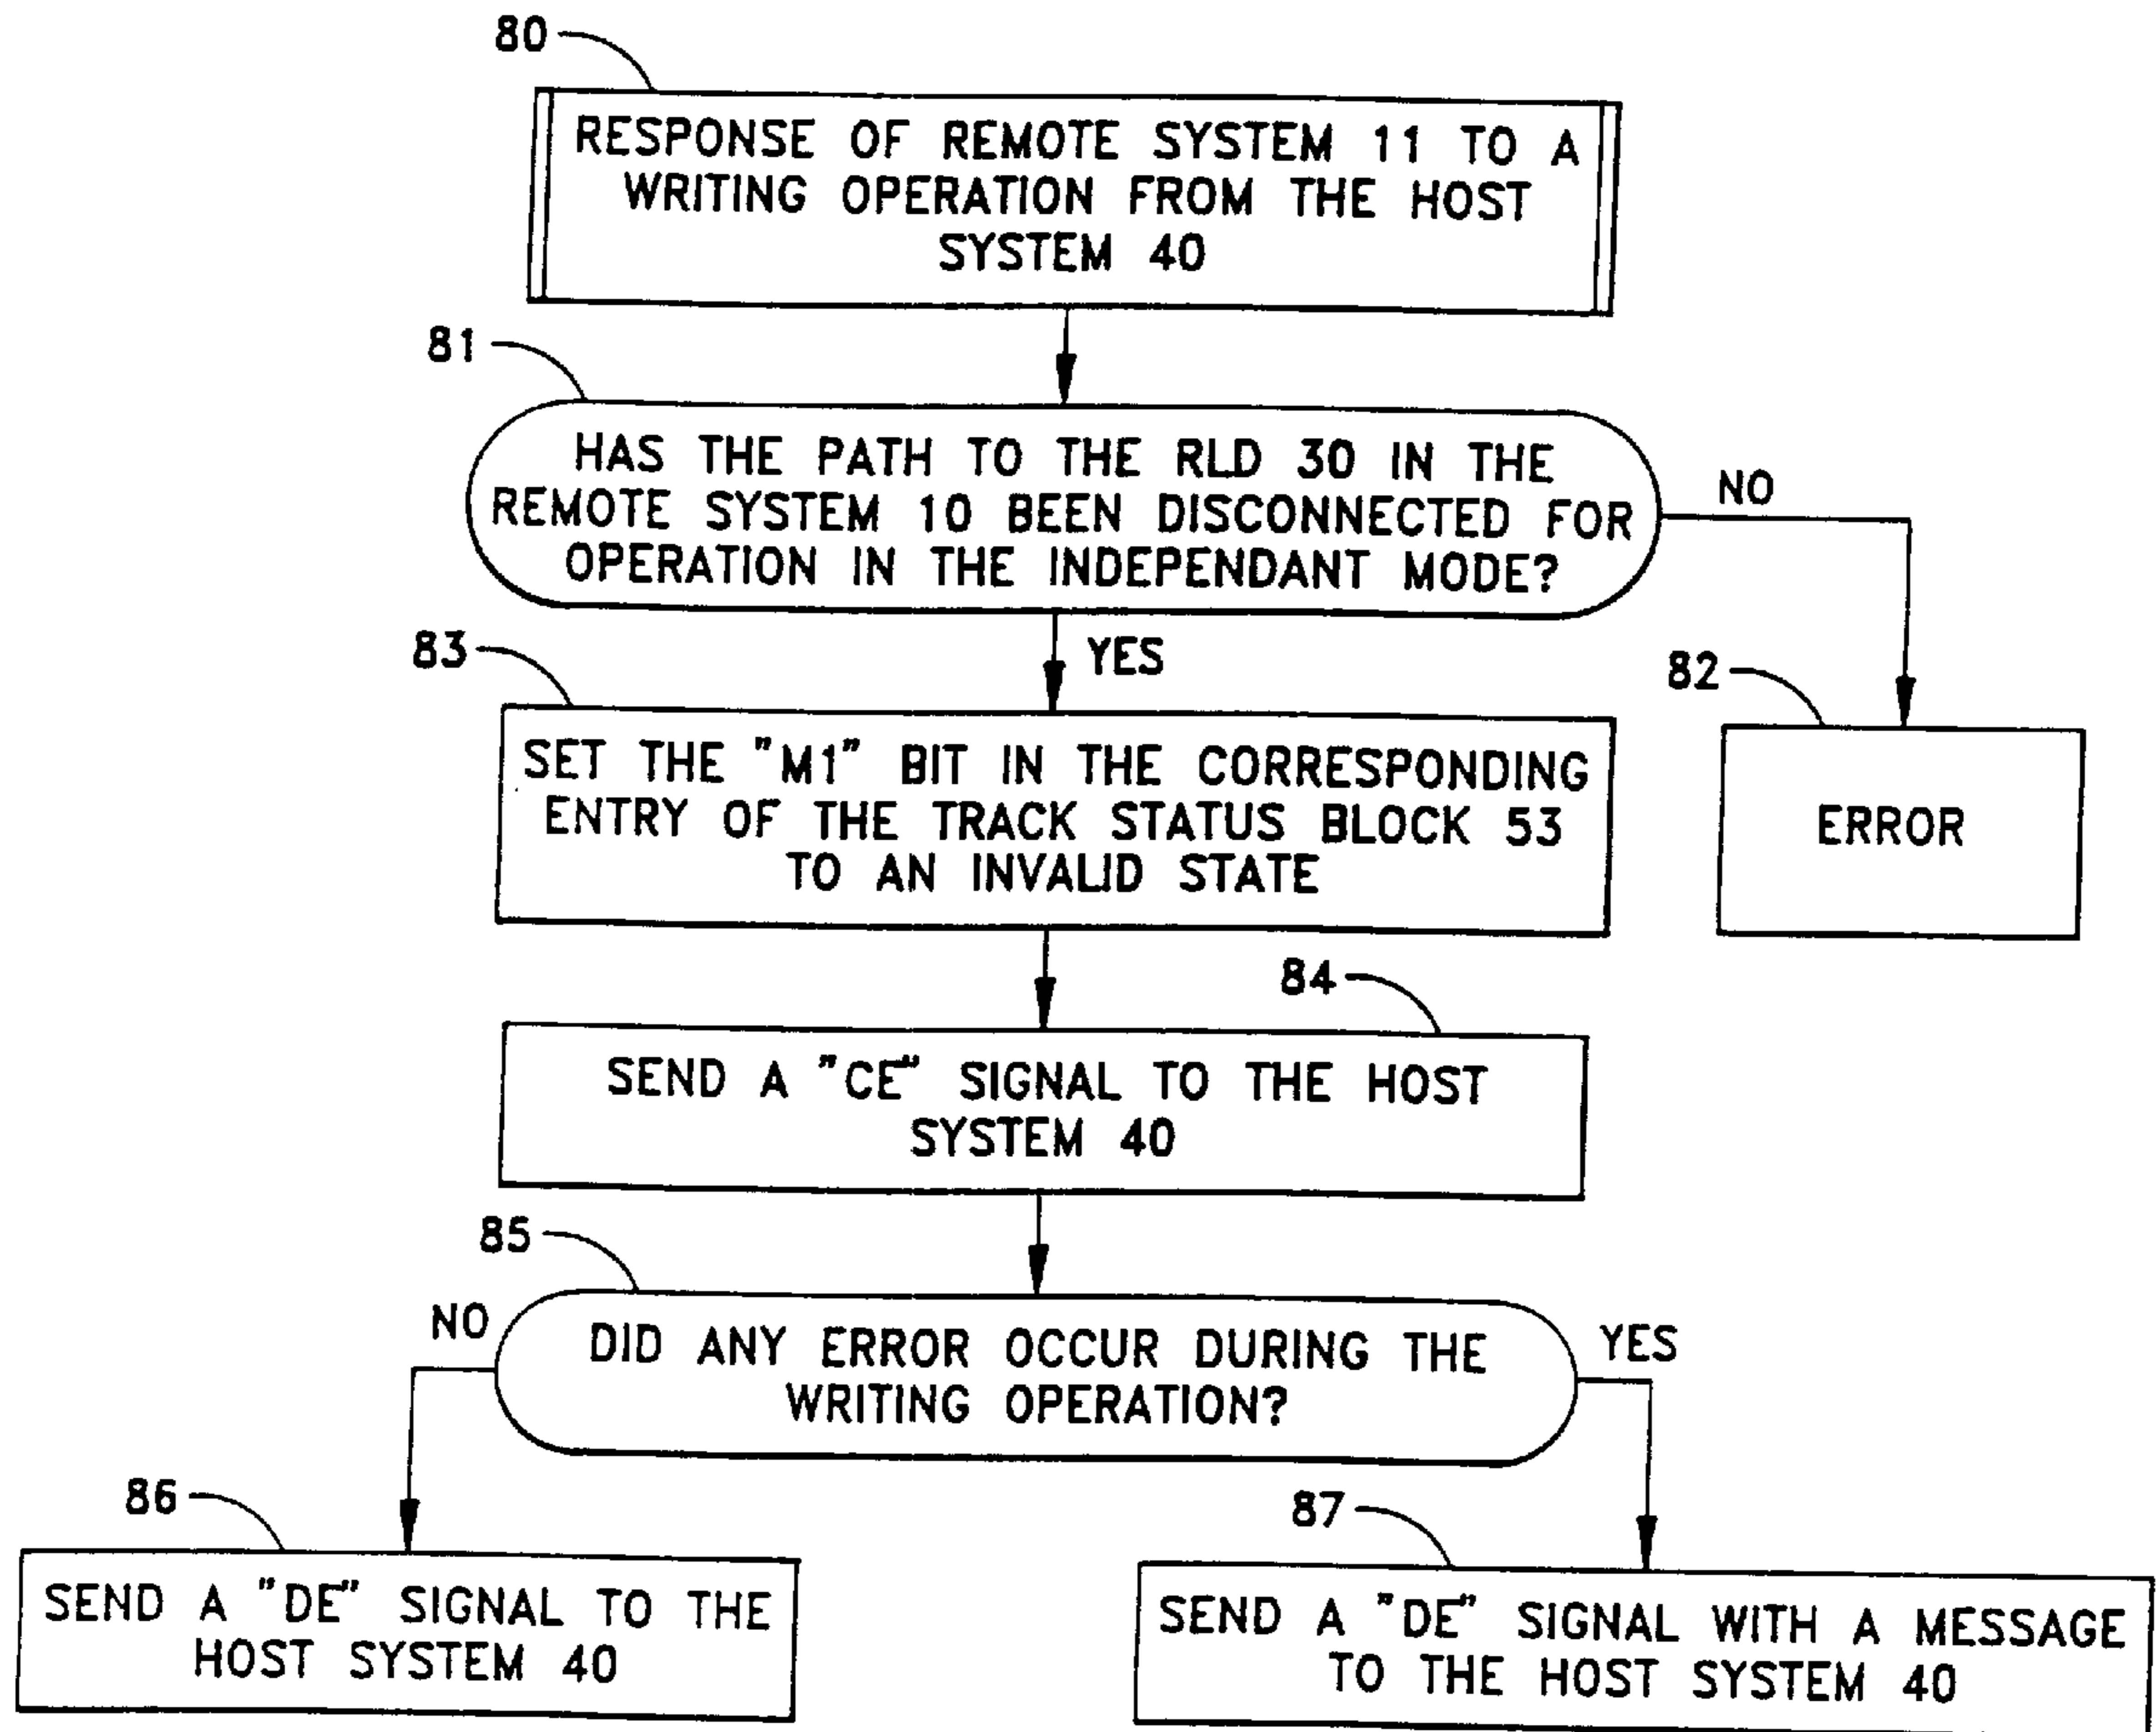 80
RESPONSE OF REMOTE SYSTEM 11 TO A
WRITING OPERATION FROM THE HOST
SYSTEM 40
81
HAS THE PATH TO THE RLD 30 IN THE
REMOTE SYSTEM 10 BEEN DISCONNECTED FOR
OPERATION IN THE INDEPENDANT MODE?
NO
YES
83
82
SET THE "M1" BIT IN THE CORRESPONDING
ENTRY OF THE TRACK STATUS BLOCK 53
TO AN INVALID STATE
ERROR
84
SEND A "CE" SIGNAL TO THE HOST
SYSTEM 40
85
NO
DID ANY ERROR OCCUR DURING THE
WRITING OPERATION?
YES
86
87
SEND A "DE" SIGNAL TO THE
HOST SYSTEM 40
SEND A "DE" SIGNAL WITH A MESSAGE
TO THE HOST SYSTEM 40